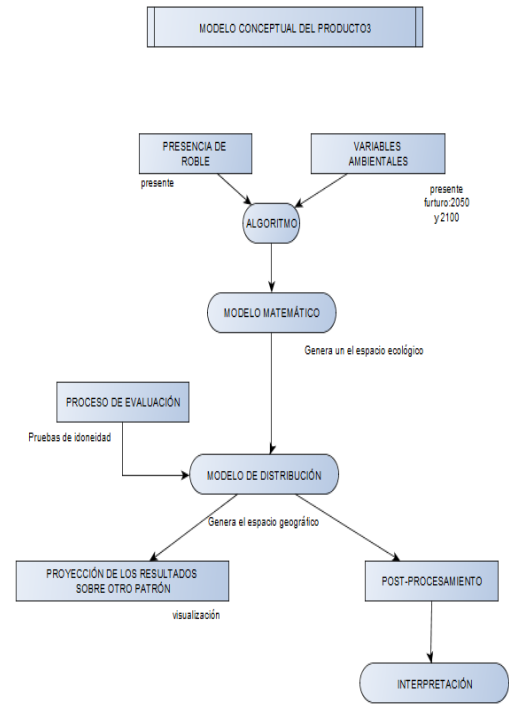 MODELO CONCEPTUAL DEL PRODUCTO3
PRESENCIA DE
ROBLE
presente
VARIABLES
AMBIENTALES
presente
furturo:2050
y 2100
ALGORITMO
MODELO MATEMÁTICO
Genera un el espacio ecológico
PROCESO DE EVALUACIÓN
Pruebas de idoneidad
MODELO DE DISTRIBUCIÓN
Genera el espacio geográfico
PROYECCIÓN DE LOS RESULTADOS
SOBRE OTRO PATRÓN
visualización
POST-PROCESAMIENTO
INTERPRETACIÓN